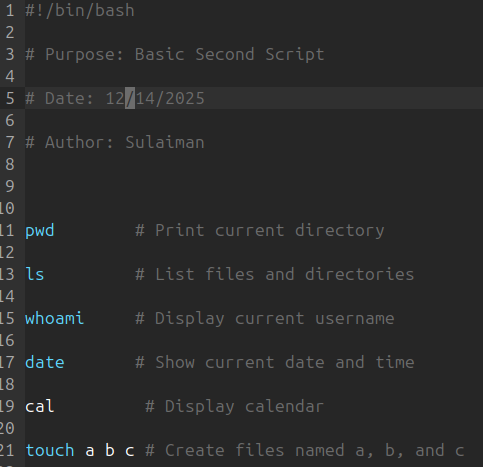 1 #!/bin/bash
2
3 # Purpose: Basic Second Script
4
5 # Date: 12/14/2025
6
7 # Author: Sulaiman
8
9
10
11 pwd        # Print current directory
12
13 ls         # List files and directories
14
15 whoami     # Display current username
16
17 date       # Show current date and time
18
19 cal         # Display calendar
20
21 touch a b c # Create files named a, b, and c